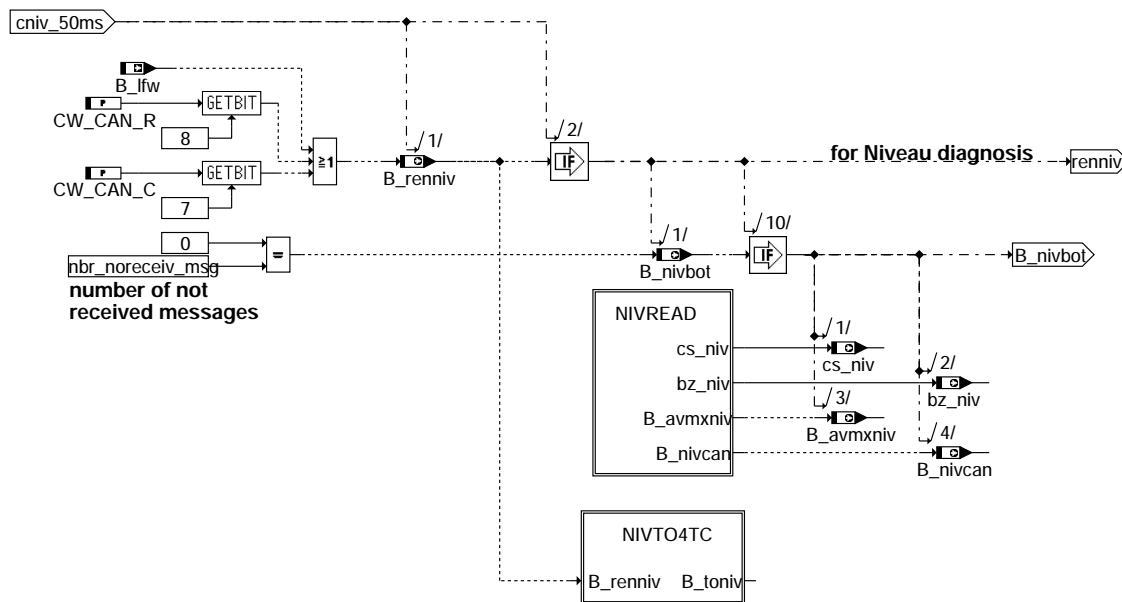 cniv_50ms
B_lfw
CW_CAN_R
P
GETBIT
8
CW_CAN_C
P
GETBIT
7
≥1
/1/
B_renniv
/2/
IF
for Niveau diagnosis
renniv
0
nbr_noreceiv_msg
=
number of not
received messages
/1/
B_nivbot
/10/
IF
B_nivbot
NIVREAD
cs_niv
/1/
cs_niv
bz_niv
/2/
bz_niv
B_avmxniv
/3/
B_avmxniv
B_nivcan
/4/
B_nivcan
NIVTO4TC
B_renniv B_toniv